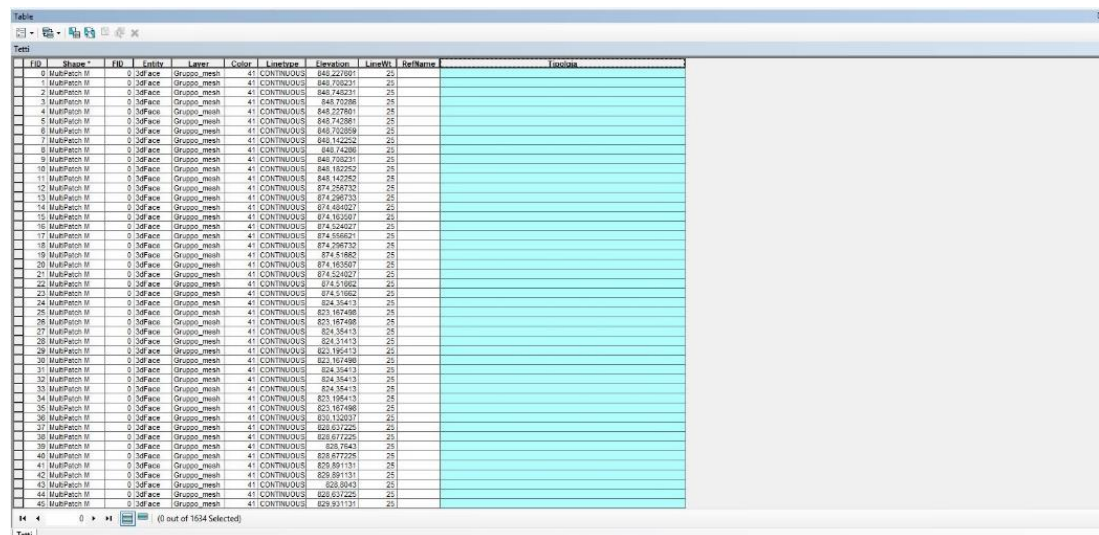 Table
Tetti
FID Shape * FID Entity Layer Color Linetype Elevation LineWt RefName Tipologia
0 MultiPatch M 0 3dFace Gruppo_mesh 41 CONTINUOUS 848,227601 25
1 MultiPatch M 0 3dFace Gruppo_mesh 41 CONTINUOUS 848,708231 25
2 MultiPatch M 0 3dFace Gruppo_mesh 41 CONTINUOUS 848,748231 25
3 MultiPatch M 0 3dFace Gruppo_mesh 41 CONTINUOUS 848,70286 25
4 MultiPatch M 0 3dFace Gruppo_mesh 41 CONTINUOUS 848,227601 25
5 MultiPatch M 0 3dFace Gruppo_mesh 41 CONTINUOUS 848,742861 25
6 MultiPatch M 0 3dFace Gruppo_mesh 41 CONTINUOUS 848,702859 25
7 MultiPatch M 0 3dFace Gruppo_mesh 41 CONTINUOUS 848,142252 25
8 MultiPatch M 0 3dFace Gruppo_mesh 41 CONTINUOUS 848,74286 25
9 MultiPatch M 0 3dFace Gruppo_mesh 41 CONTINUOUS 848,708231 25
10 MultiPatch M 0 3dFace Gruppo_mesh 41 CONTINUOUS 848,182252 25
11 MultiPatch M 0 3dFace Gruppo_mesh 41 CONTINUOUS 848,142252 25
12 MultiPatch M 0 3dFace Gruppo_mesh 41 CONTINUOUS 874,256732 25
13 MultiPatch M 0 3dFace Gruppo_mesh 41 CONTINUOUS 874,296733 25
14 MultiPatch M 0 3dFace Gruppo_mesh 41 CONTINUOUS 874,484027 25
15 MultiPatch M 0 3dFace Gruppo_mesh 41 CONTINUOUS 874,163507 25
16 MultiPatch M 0 3dFace Gruppo_mesh 41 CONTINUOUS 874,524027 25
17 MultiPatch M 0 3dFace Gruppo_mesh 41 CONTINUOUS 874,556621 25
18 MultiPatch M 0 3dFace Gruppo_mesh 41 CONTINUOUS 874,296732 25
19 MultiPatch M 0 3dFace Gruppo_mesh 41 CONTINUOUS 874,51662 25
20 MultiPatch M 0 3dFace Gruppo_mesh 41 CONTINUOUS 874,163507 25
21 MultiPatch M 0 3dFace Gruppo_mesh 41 CONTINUOUS 874,524027 25
22 MultiPatch M 0 3dFace Gruppo_mesh 41 CONTINUOUS 874,51662 25
23 MultiPatch M 0 3dFace Gruppo_mesh 41 CONTINUOUS 874,51662 25
24 MultiPatch M 0 3dFace Gruppo_mesh 41 CONTINUOUS 824,35413 25
25 MultiPatch M 0 3dFace Gruppo_mesh 41 CONTINUOUS 823,167498 25
26 MultiPatch M 0 3dFace Gruppo_mesh 41 CONTINUOUS 823,167498 25
27 MultiPatch M 0 3dFace Gruppo_mesh 41 CONTINUOUS 824,35413 25
28 MultiPatch M 0 3dFace Gruppo_mesh 41 CONTINUOUS 824,31413 25
29 MultiPatch M 0 3dFace Gruppo_mesh 41 CONTINUOUS 823,195413 25
30 MultiPatch M 0 3dFace Gruppo_mesh 41 CONTINUOUS 823,167498 25
31 MultiPatch M 0 3dFace Gruppo_mesh 41 CONTINUOUS 824,35413 25
32 MultiPatch M 0 3dFace Gruppo_mesh 41 CONTINUOUS 824,35413 25
33 MultiPatch M 0 3dFace Gruppo_mesh 41 CONTINUOUS 824,35413 25
34 MultiPatch M 0 3dFace Gruppo_mesh 41 CONTINUOUS 823,195413 25
35 MultiPatch M 0 3dFace Gruppo_mesh 41 CONTINUOUS 823,167498 25
36 MultiPatch M 0 3dFace Gruppo_mesh 41 CONTINUOUS 830,132037 25
37 MultiPatch M 0 3dFace Gruppo_mesh 41 CONTINUOUS 828,637225 25
38 MultiPatch M 0 3dFace Gruppo_mesh 41 CONTINUOUS 828,677225 25
39 MultiPatch M 0 3dFace Gruppo_mesh 41 CONTINUOUS 828,7643 25
40 MultiPatch M 0 3dFace Gruppo_mesh 41 CONTINUOUS 828,677225 25
41 MultiPatch M 0 3dFace Gruppo_mesh 41 CONTINUOUS 829,891131 25
42 MultiPatch M 0 3dFace Gruppo_mesh 41 CONTINUOUS 829,891131 25
43 MultiPatch M 0 3dFace Gruppo_mesh 41 CONTINUOUS 828,8043 25
44 MultiPatch M 0 3dFace Gruppo_mesh 41 CONTINUOUS 828,637225 25
45 MultiPatch M 0 3dFace Gruppo_mesh 41 CONTINUOUS 829,931131 25
0 (0 out of 1634 Selected)
Tetti